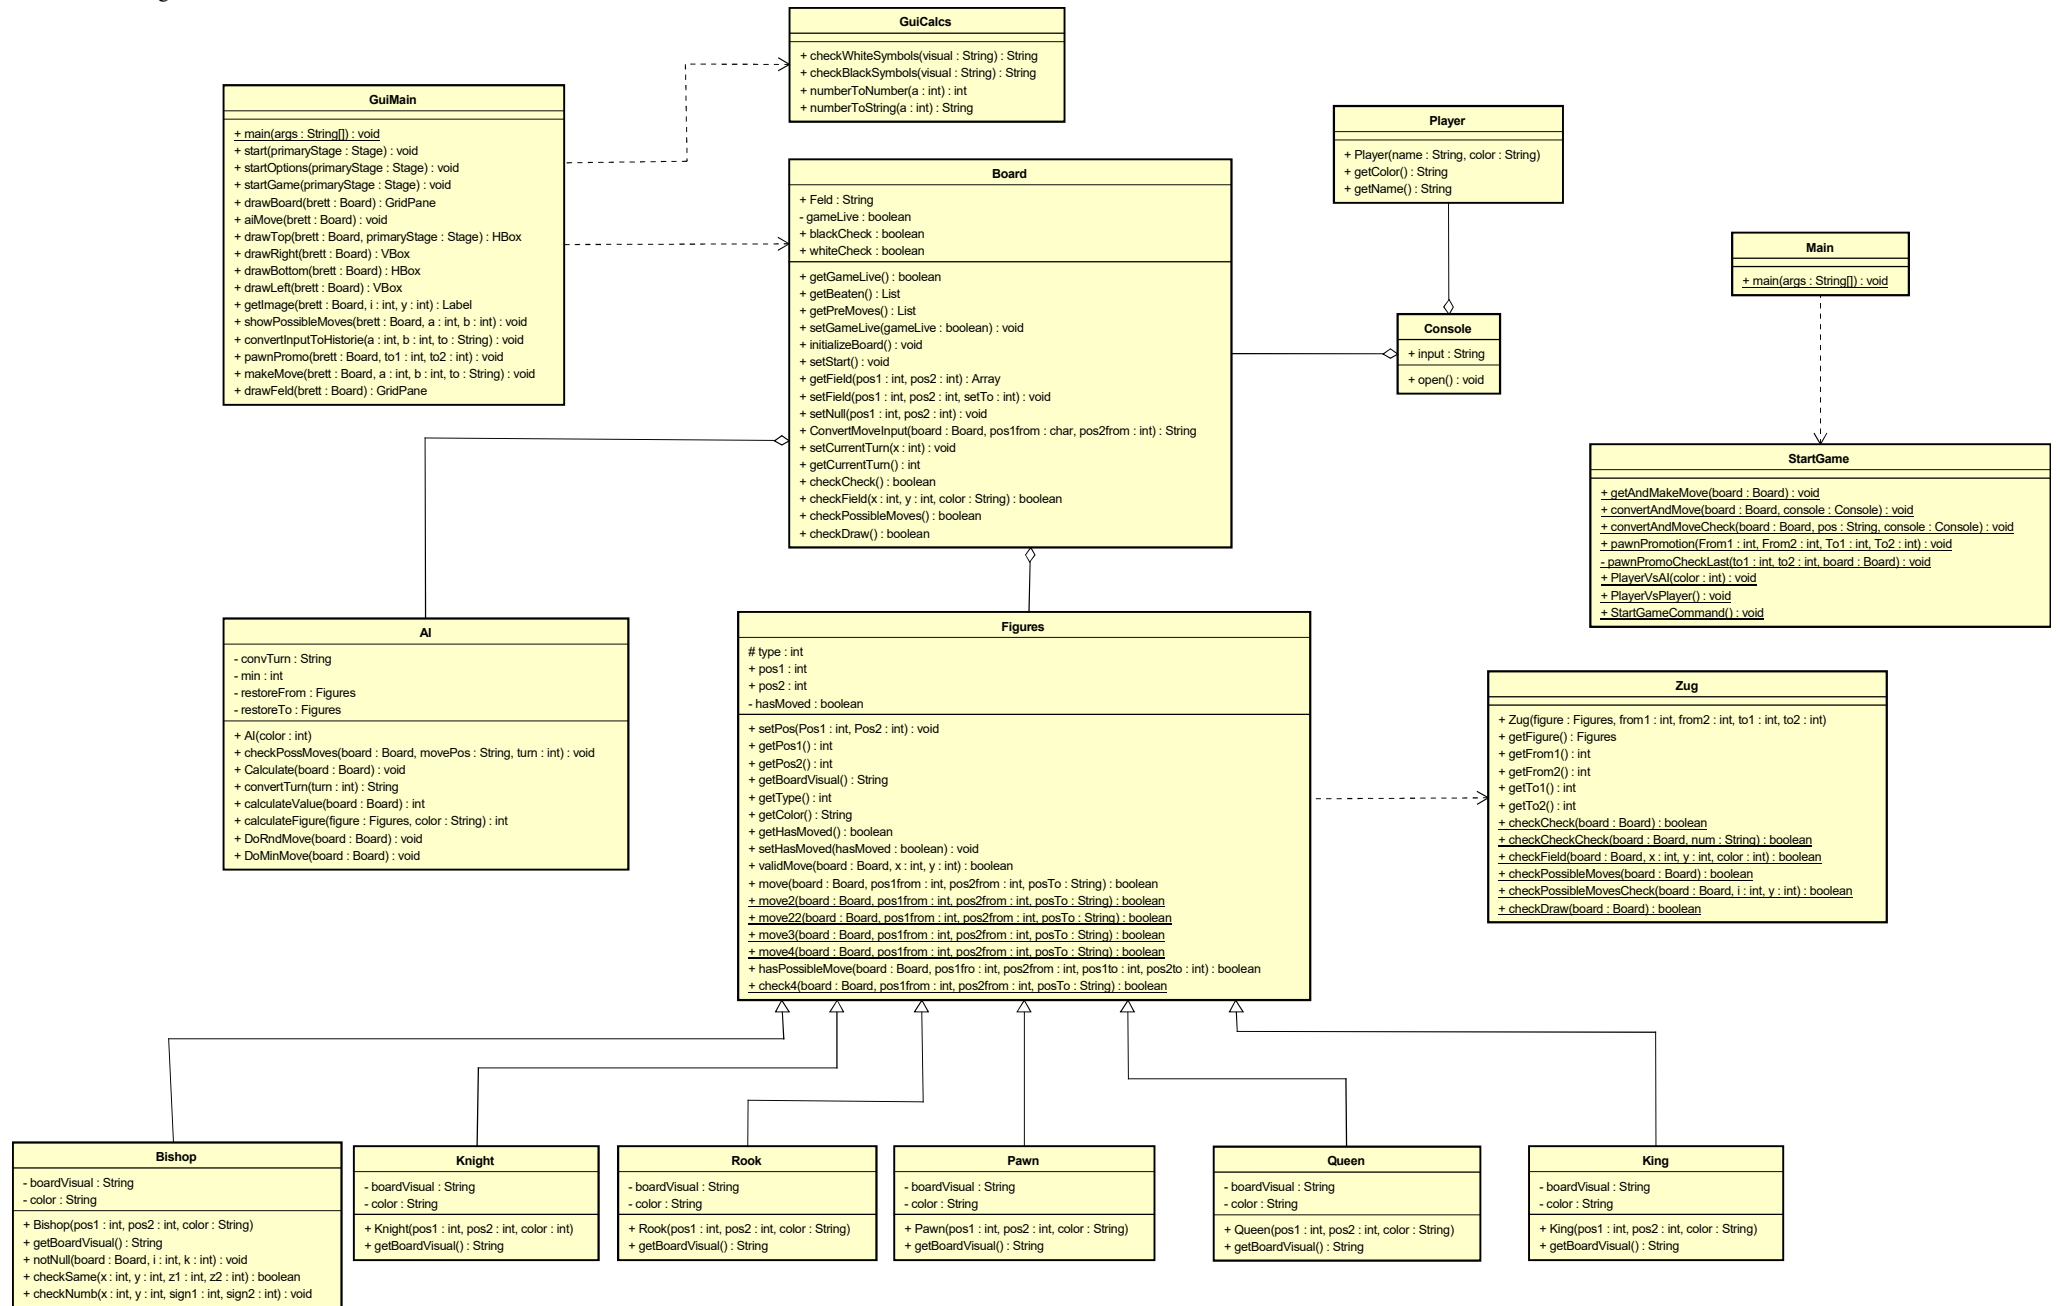 GuiCalcs
+ checkWhiteSymbols(visual : String) : String
+ checkBlackSymbols(visual : String) : String
+ numberToNumber(a : int) : int
+ numberToString(a : int) : String
GuiMain
+ main(args : String[]) : void
+ start(primaryStage : Stage) : void
+ startOptions(primaryStage : Stage) : void
+ startGame(primaryStage : Stage) : void
+ drawBoard(brett : Board) : GridPane
+ aiMove(brett : Board) : void
+ drawTop(brett : Board, primaryStage : Stage) : HBox
+ drawRight(brett : Board) : VBox
+ drawBottom(brett : Board) : HBox
+ drawLeft(brett : Board) : VBox
+ getImage(brett : Board, i : int, y : int) : Label
+ showPossibleMoves(brett : Board, a : int, b : int) : void
+ convertInputToHistorie(a : int, b : int, to : String) : void
+ pawnPromo(brett : Board, to1 : int, to2 : int) : void
+ makeMove(brett : Board, a : int, b : int, to : String) : void
+ drawFeld(brett : Board) : GridPane
Player
+ Player(name : String, color : String)
+ getColor() : String
+ getName() : String
Board
+ Feld : String
- gameLive : boolean
+ blackCheck : boolean
+ whiteCheck : boolean
+ getGameLive() : boolean
+ getBeaten() : List
+ getPreMoves() : List
+ setGameLive(gameLive : boolean) : void
+ initializeBoard() : void
+ setStart() : void
+ getField(pos1 : int, pos2 : int) : Array
+ setField(pos1 : int, pos2 : int, setTo : int) : void
+ setNull(pos1 : int, pos2 : int) : void
+ ConvertMoveInput(board : Board, pos1from : char, pos2from : int) : String
+ setCurrentTurn(x : int) : void
+ getCurrentTurn() : int
+ checkCheck() : boolean
+ checkField(x : int, y : int, color : String) : boolean
+ checkPossibleMoves() : boolean
+ checkDraw() : boolean
Main
+ main(args : String[]) : void
Console
+ input : String
+ open() : void
StartGame
+ getAndMakeMove(board : Board) : void
+ convertAndMove(board : Board, console : Console) : void
+ convertAndMoveCheck(board : Board, pos : String, console : Console) : void
+ pawnPromotion(From1 : int, From2 : int, To1 : int, To2 : int) : void
- pawnPromoCheckLast(to1 : int, to2 : int, board : Board) : void
+ PlayerVsAI(color : int) : void
+ PlayerVsPlayer() : void
+ StartGameCommand() : void
AI
- convTurn : String
- min : int
- restoreFrom : Figures
- restoreTo : Figures
+ AI(color : int)
+ checkPossMoves(board : Board, movePos : String, turn : int) : void
+ Calculate(board : Board) : void
+ convertTurn(turn : int) : String
+ calculateValue(board : Board) : int
+ calculateFigure(figure : Figures, color : String) : int
+ DoRndMove(board : Board) : void
+ DoMinMove(board : Board) : void
Figures
# type : int
+ pos1 : int
+ pos2 : int
- hasMoved : boolean
+ setPos(Pos1 : int, Pos2 : int) : void
+ getPos1() : int
+ getPos2() : int
+ getBoardVisual() : String
+ getType() : int
+ getColor() : String
+ getHasMoved() : boolean
+ setHasMoved(hasMoved : boolean) : void
+ validMove(board : Board, x : int, y : int) : boolean
+ move(board : Board, pos1from : int, pos2from : int, posTo : String) : boolean
+ move2(board : Board, pos1from : int, pos2from : int, posTo : String) : boolean
+ move22(board : Board, pos1from : int, pos2from : int, posTo : String) : boolean
+ move3(board : Board, pos1from : int, pos2from : int, posTo : String) : boolean
+ move4(board : Board, pos1from : int, pos2from : int, posTo : String) : boolean
+ hasPossibleMove(board : Board, pos1fro : int, pos2from : int, pos1to : int, pos2to : int) : boolean
+ check4(board : Board, pos1from : int, pos2from : int, posTo : String) : boolean
Zug
+ Zug(figure : Figures, from1 : int, from2 : int, to1 : int, to2 : int)
+ getFigure() : Figures
+ getFrom1() : int
+ getFrom2() : int
+ getTo1() : int
+ getTo2() : int
+ checkCheck(board : Board) : boolean
+ checkCheckCheck(board : Board, num : String) : boolean
+ checkField(board : Board, x : int, y : int, color : int) : boolean
+ checkPossibleMoves(board : Board) : boolean
+ checkPossibleMovesCheck(board : Board, i : int, y : int) : boolean
+ checkDraw(board : Board) : boolean
Bishop
- boardVisual : String
- color : String
+ Bishop(pos1 : int, pos2 : int, color : String)
+ getBoardVisual() : String
+ notNull(board : Board, i : int, k : int) : void
+ checkSame(x : int, y : int, z1 : int, z2 : int) : boolean
+ checkNumb(x : int, y : int, sign1 : int, sign2 : int) : void
Knight
- boardVisual : String
- color : String
+ Knight(pos1 : int, pos2 : int, color : int)
+ getBoardVisual() : String
Rook
- boardVisual : String
- color : String
+ Rook(pos1 : int, pos2 : int, color : String)
+ getBoardVisual() : String
Pawn
- boardVisual : String
- color : String
+ Pawn(pos1 : int, pos2 : int, color : String)
+ getBoardVisual() : String
Queen
- boardVisual : String
- color : String
+ Queen(pos1 : int, pos2 : int, color : String)
+ getBoardVisual() : String
King
- boardVisual : String
- color : String
+ King(pos1 : int, pos2 : int, color : String)
+ getBoardVisual() : String